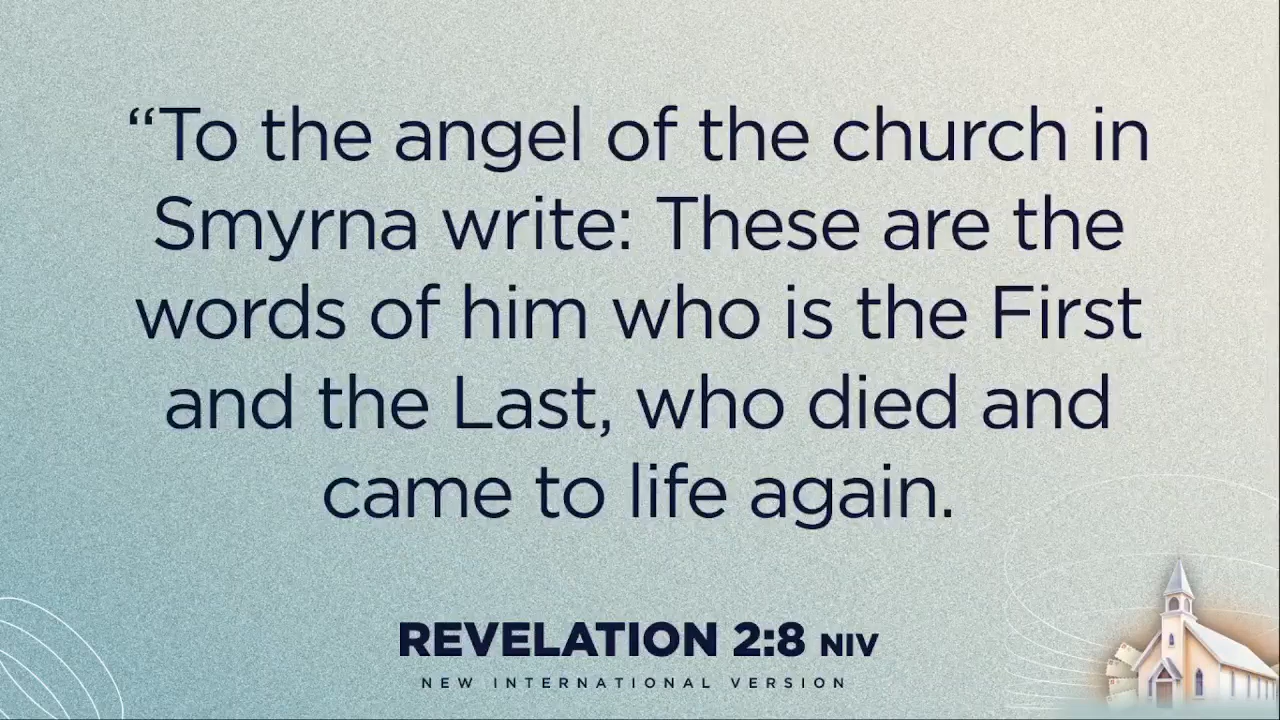 “To the angel of the church in
Smyrna write: These are the
words of him who is the First
and the Last, who died and
came to life again.
REVELATION 2:8 NIV
NEW INTERNATIONAL VERSION